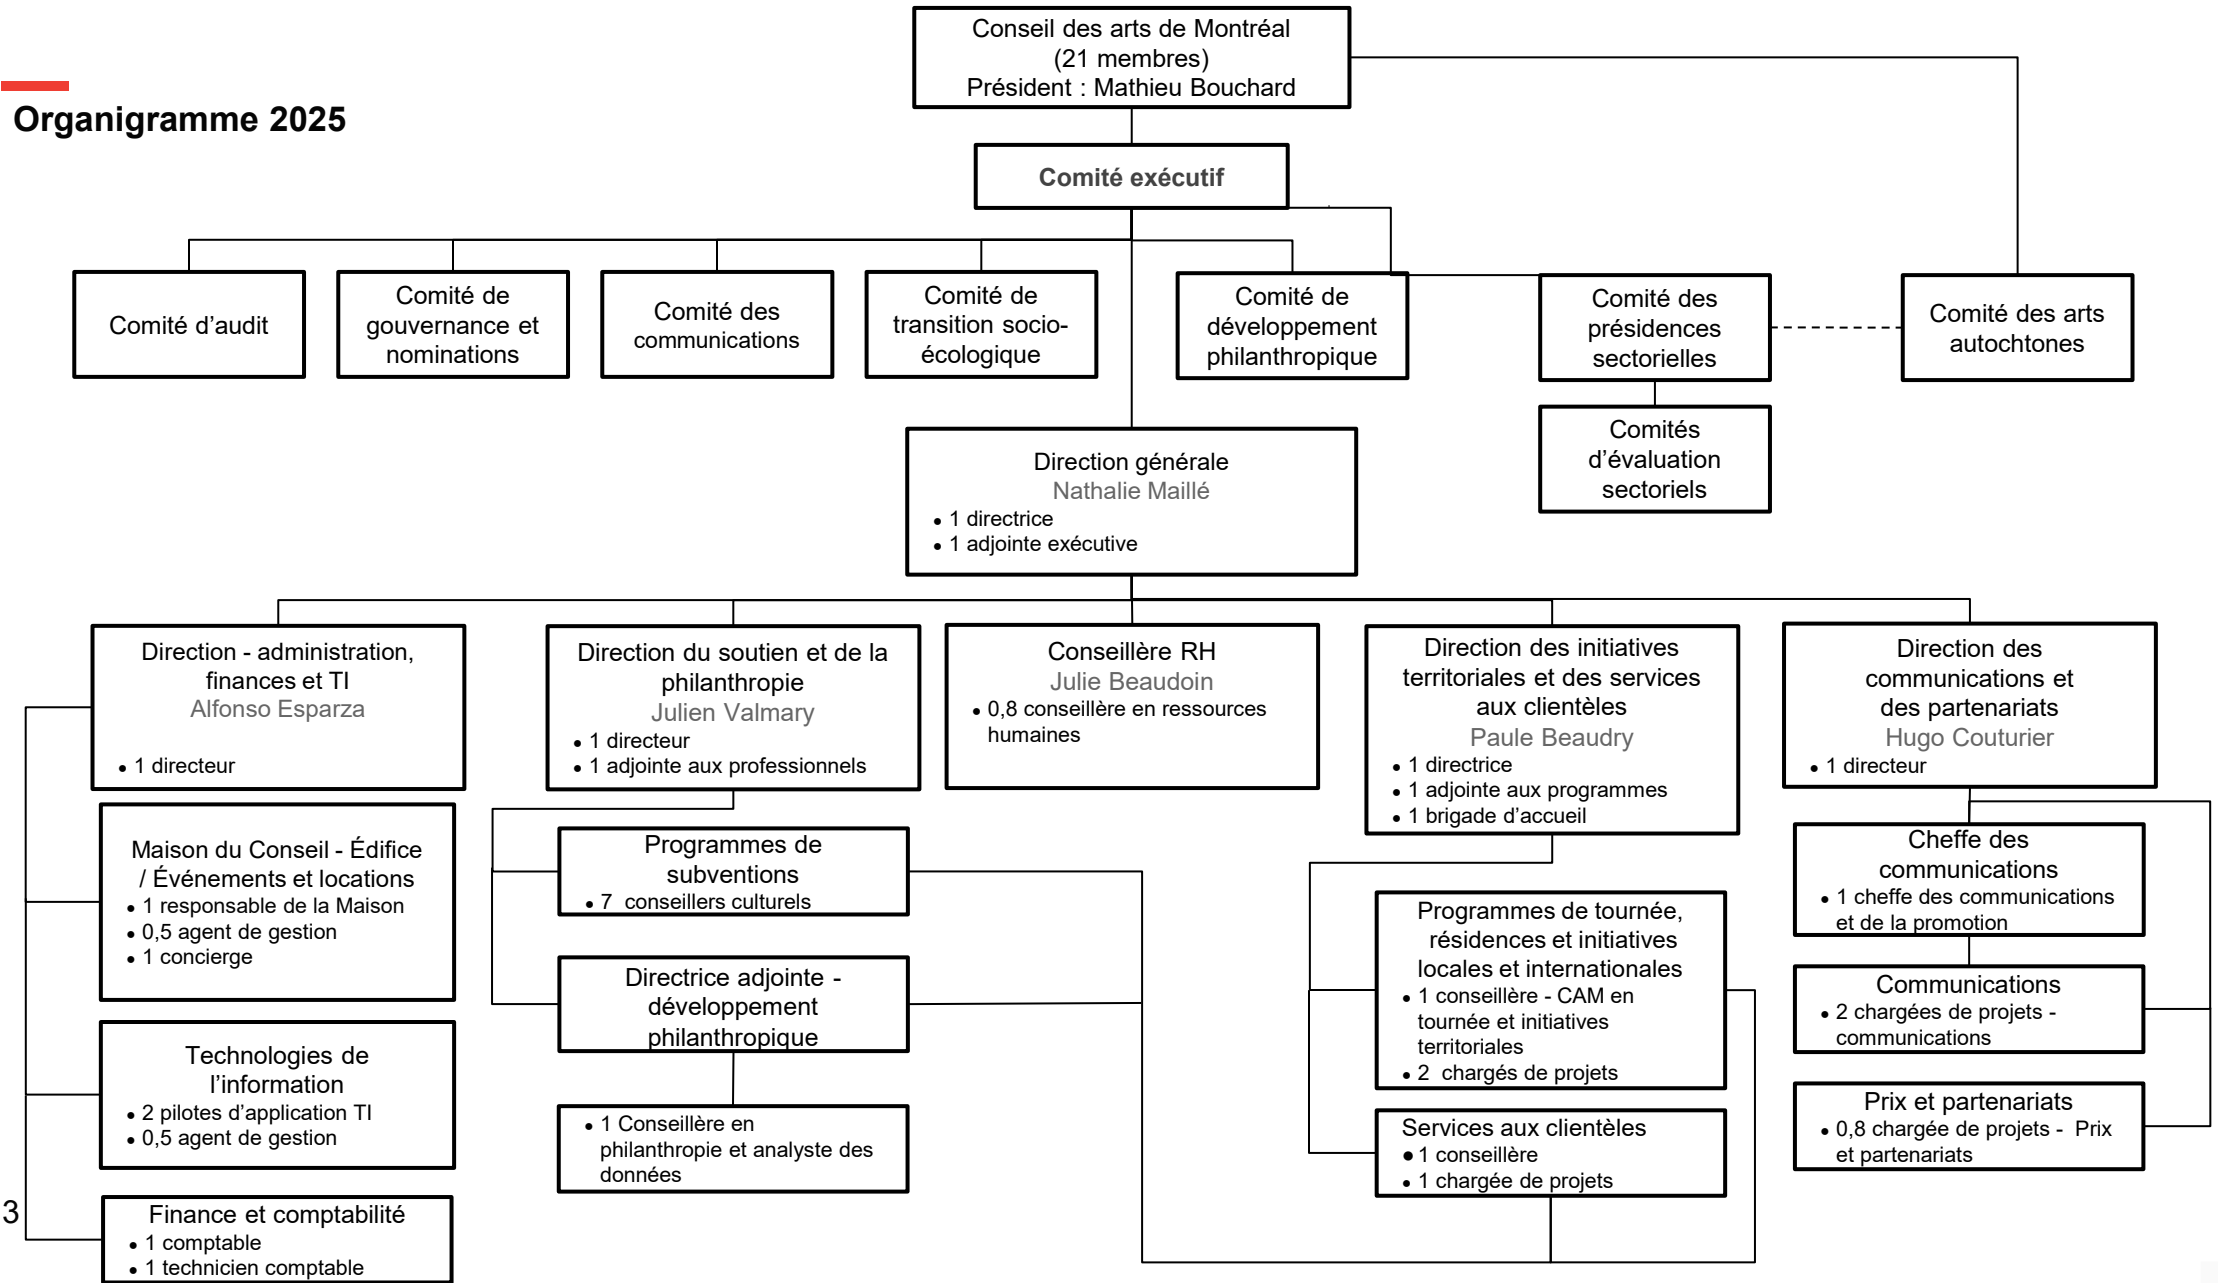 Organigramme 2025
Conseil des arts de Montréal
(21 membres)
Président : Mathieu Bouchard
Comité exécutif
Comité d’audit
Comité de
gouvernance et
nominations
Comité des
communications
Comité de
transition socio-
écologique
Comité de
développement
philanthropique
Comité des
présidences
sectorielles
Comité des arts
autochtones
Comités
d’évaluation
sectoriels
Direction générale
Nathalie Maillé
• 1 directrice
• 1 adjointe exécutive
Direction - administration,
finances et TI
Alfonso Esparza
• 1 directeur
Maison du Conseil - Édifice
/ Événements et locations
• 1 responsable de la Maison
• 0,5 agent de gestion
• 1 concierge
Technologies de
l’information
• 2 pilotes d’application TI
• 0,5 agent de gestion
Finance et comptabilité
• 1 comptable
• 1 technicien comptable
Direction du soutien et de la
philanthropie
Julien Valmary
• 1 directeur
• 1 adjointe aux professionnels
Programmes de
subventions
• 7 conseillers culturels
Directrice adjointe -
développement
philanthropique
• 1 Conseillère en
philanthropie et analyste des
données
Conseillère RH
Julie Beaudoin
• 0,8 conseillère en ressources
humaines
Direction des initiatives
territoriales et des services
aux clientèles
Paule Beaudry
• 1 directrice
• 1 adjointe aux programmes
• 1 brigade d’accueil
Programmes de tournée,
résidences et initiatives
locales et internationales
• 1 conseillère - CAM en
tournée et initiatives
territoriales
• 2 chargés de projets
Services aux clientèles
• 1 conseillère
• 1 chargée de projets
Direction des
communications et
des partenariats
Hugo Couturier
• 1 directeur
Cheffe des
communications
• 1 cheffe des communications
et de la promotion
Communications
• 2 chargées de projets -
communications
Prix et partenariats
• 0,8 chargée de projets - Prix
et partenariats
3